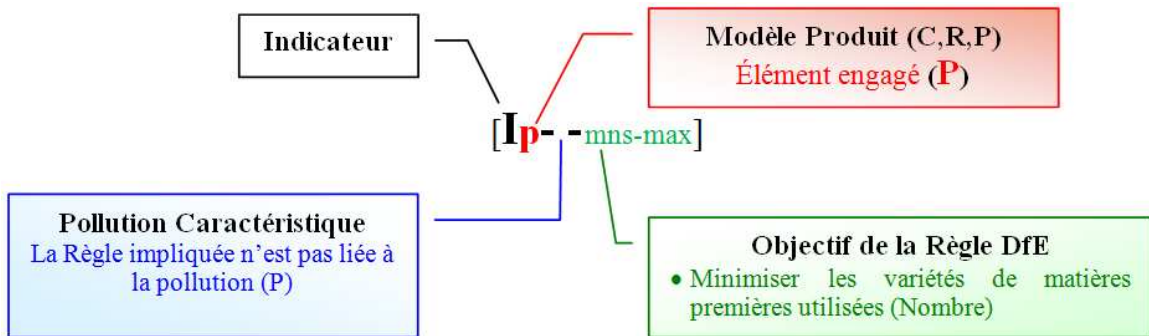 Indicateur
Modèle Produit (C,R,P)
Élément engagé (P)
[Ip- -mns-max]
Pollution Caractéristique
La Règle impliquée n’est pas liée à
la pollution (P)
Objectif de la Règle DfE
• Minimiser les variétés de matières
premières utilisées (Nombre)